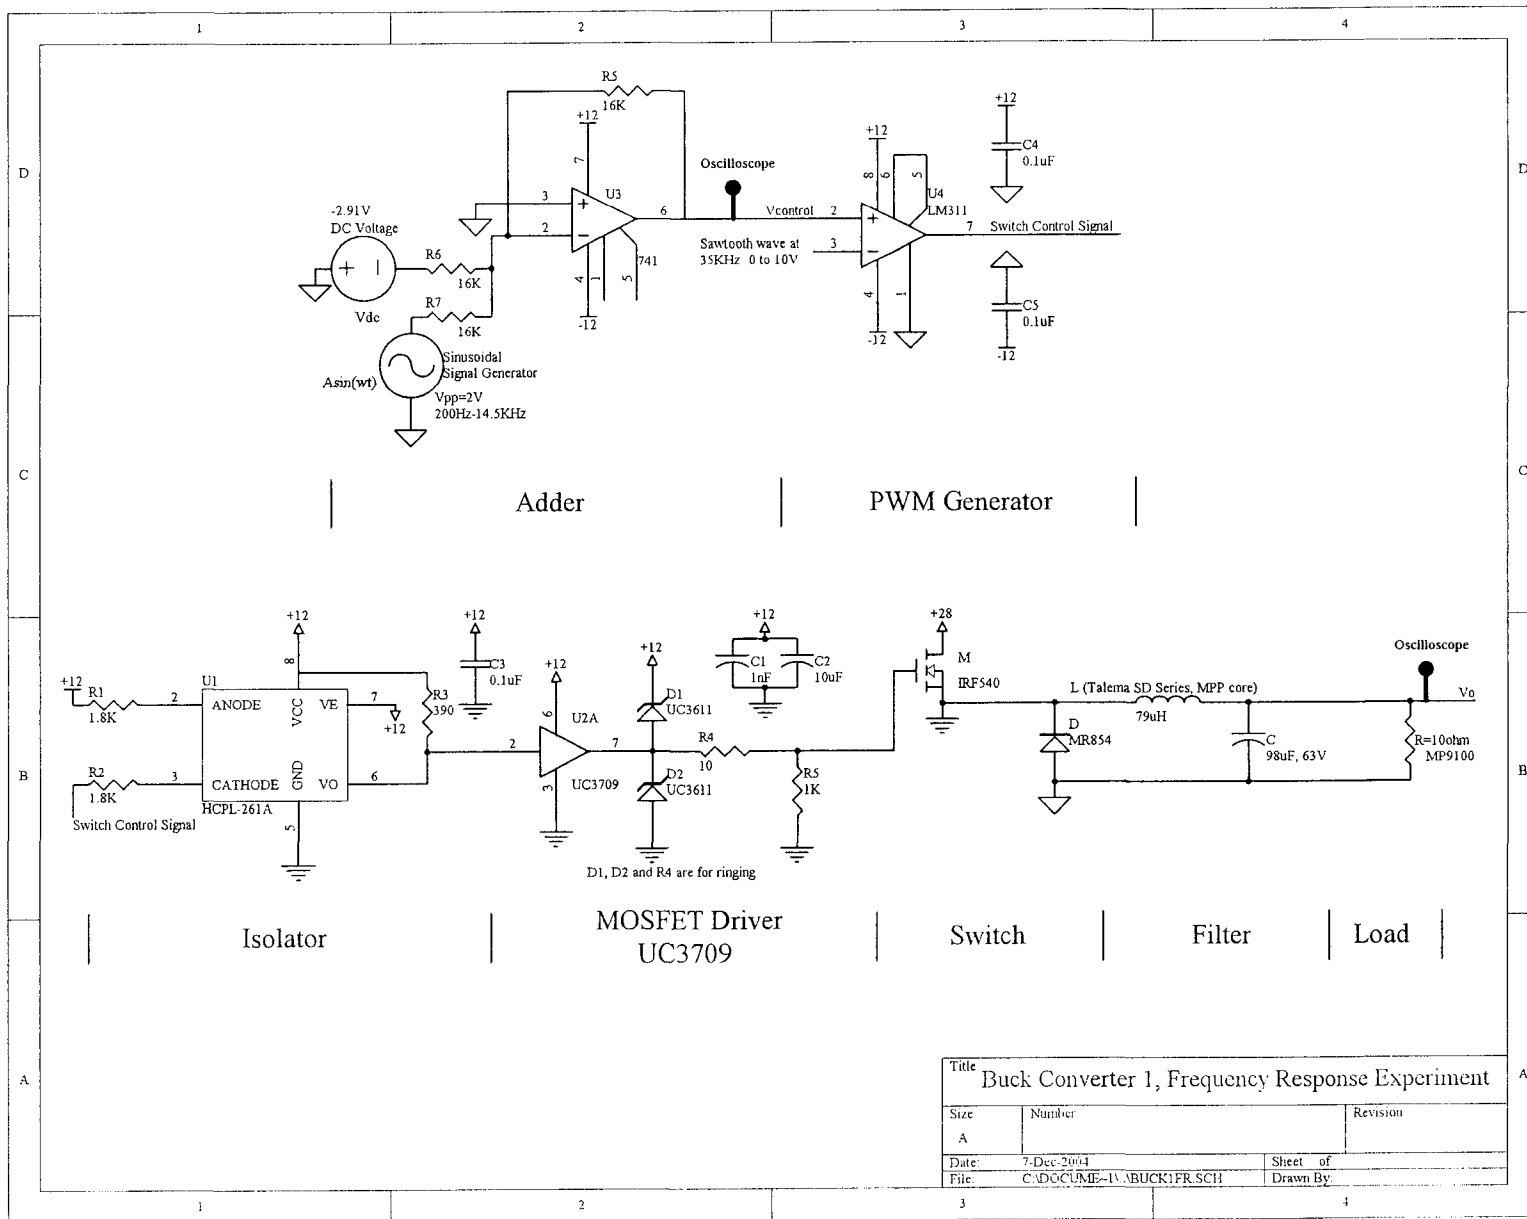 1 2 3 4
D
D
C
C
B
B
A
A
R5
16K
+12
7
3
+
2
−
U3
6
4
1
5
741
-12
-2.91V
DC Voltage
+ −
Vdc
R6
16K
R7
16K
Sinusoidal
Signal Generator
Asin(wt)
Vpp=2V
200Hz-14.5KHz
Oscilloscope
Vcontrol
Sawtooth wave at
35KHz 0 to 10V
+12
8
6
5
U4
LM311
2
+
3
−
7
Switch Control Signal
4
1
-12
+12
C4
0.1uF
C5
0.1uF
-12
Adder
PWM Generator
+12
8
U1
+12
R1
1.8K
2
ANODE
VCC
VE
7
+12
R3
390
R2
1.8K
3
CATHODE
GND
VO
6
HCPL-261A
Switch Control Signal
5
+12
C3
0.1uF
+12
6
U2A
2
7
UC3709
3
+12
D1
UC3611
D2
UC3611
R4
10
+12
C1
1nF
C2
10uF
R5
1K
D1, D2 and R4 are for ringing
+28
M
IRF540
L (Talema SD Series, MPP core)
79uH
D
MR854
C
98uF, 63V
Oscilloscope
Vo
R=10ohm
MP9100
Isolator
MOSFET Driver
UC3709
Switch
Filter
Load
Title
Buck Converter 1, Frequency Response Experiment
Size
Number
Revision
A
Date: 7-Dec-2004
Sheet of
File: C:\DOCUME~1\..\BUCK1FR.SCH
Drawn By:
1 2 3 4